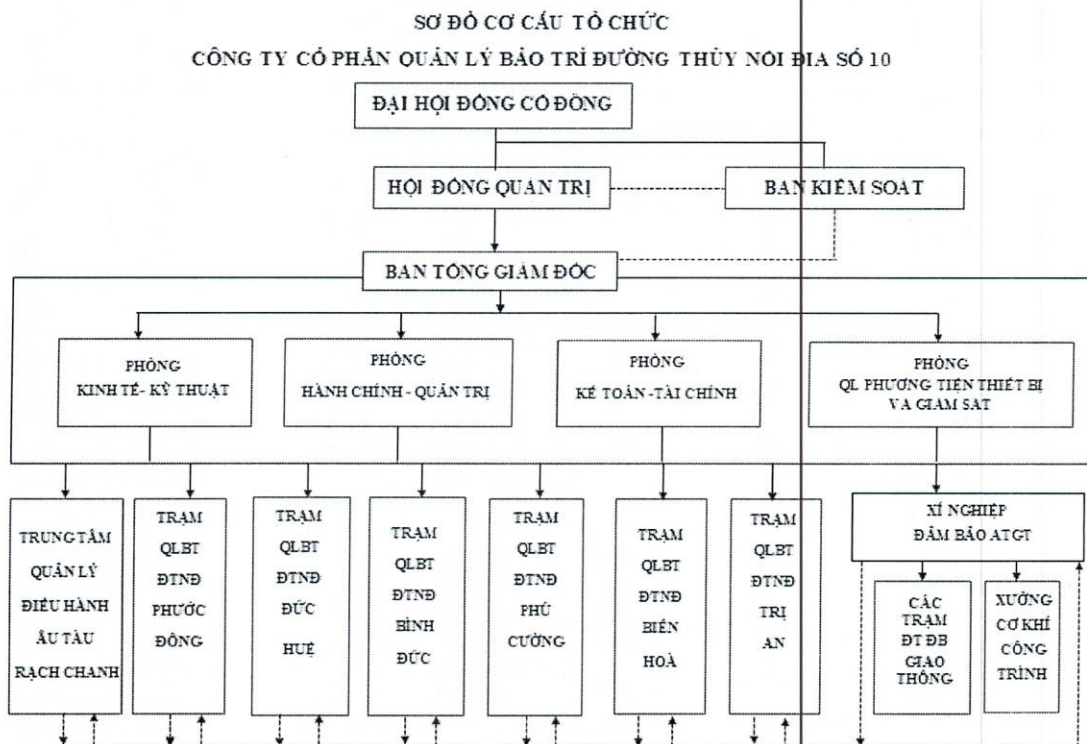 SƠ ĐỒ CƠ CẤU TỔ CHỨC
CÔNG TY CỔ PHẦN QUẢN LÝ BẢO TRÌ ĐƯỜNG THỦY NỘI ĐỊA SỐ 10
ĐẠI HỘI ĐỒNG CỔ ĐÔNG
HỘI ĐỒNG QUẢN TRỊ
BAN KIỂM SOÁT
BAN TỔNG GIÁM ĐỐC
PHÒNG
KINH TẾ- KỸ THUẬT
PHÒNG
HÀNH CHÍNH - QUẢN TRỊ
PHÒNG
KẾ TOÁN -TÀI CHÍNH
PHÒNG
QL PHƯƠNG TIỆN THIẾT BỊ
VÀ GIÁM SÁT
TRUNG TÂM
QUẢN LÝ
ĐIỀU HÀNH
ÂU TÀU
RẠCH CHANH
TRẠM
QLBT
ĐTNĐ
PHƯỚC
ĐÔNG
TRẠM
QLBT
ĐTNĐ
ĐỨC
HUỆ
TRẠM
QLBT
ĐTNĐ
BÌNH
ĐỨC
TRẠM
QLBT
ĐTNĐ
PHÚ
CƯỜNG
TRẠM
QLBT
ĐTNĐ
BIÊN
HOÀ
TRẠM
QLBT
ĐTNĐ
TRỊ
AN
XÍ NGHIỆP
ĐẢM BẢO ATGT
CÁC
TRẠM
ĐT ĐB
GIAO
THÔNG
XƯỞNG
CƠ KHÍ
CÔNG
TRÌNH